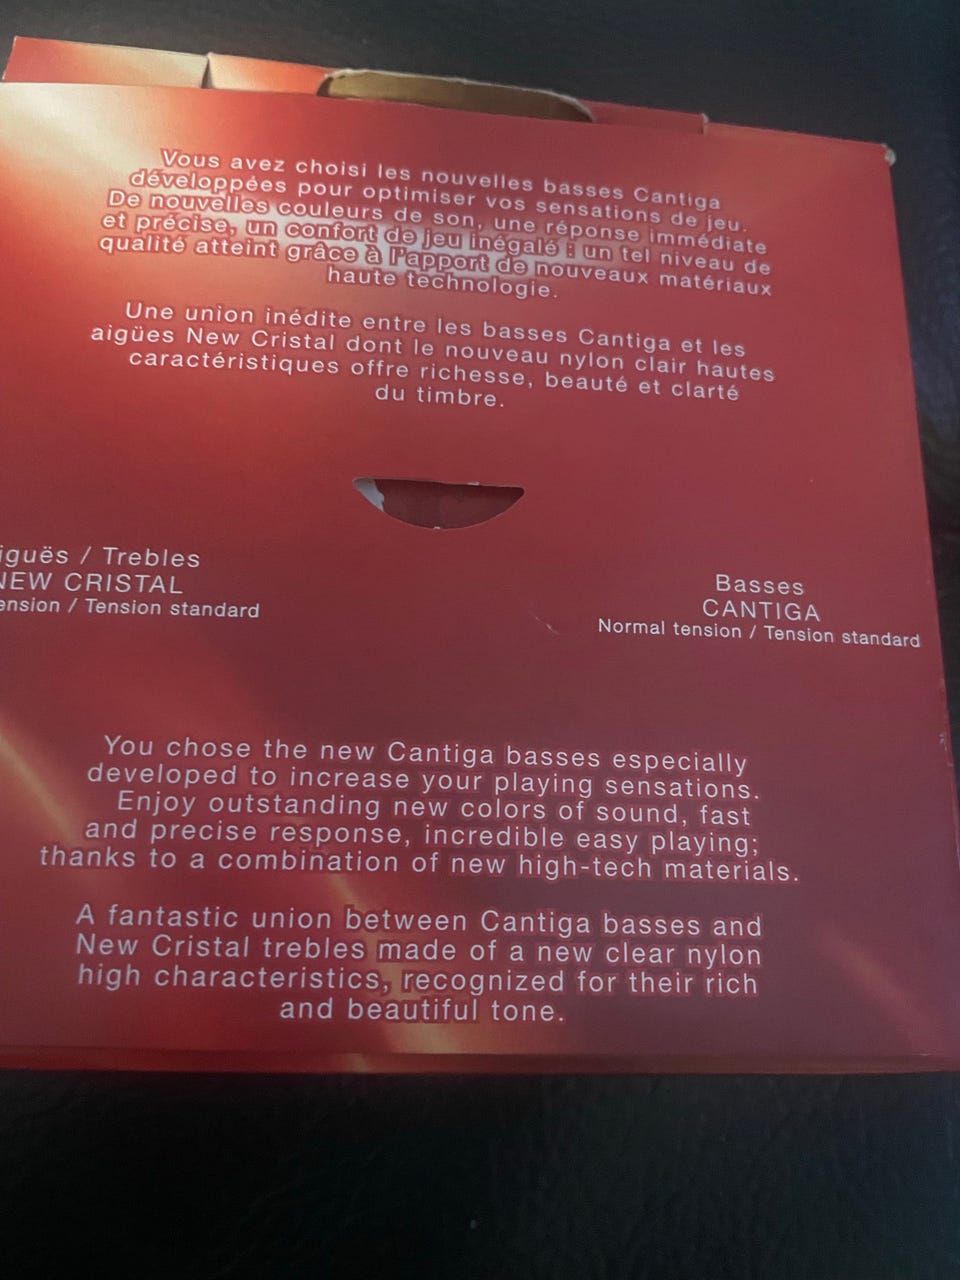 Vous avez choisi les nouvelles basses Cantiga
développées pour optimiser vos sensations de jeu.
De nouvelles couleurs de son, une réponse immédiate
et précise, un confort de jeu inégalé : un tel niveau de
qualité atteint grâce à l'apport de nouveaux matériaux
haute technologie.
Une union inédite entre les basses Cantiga et les
aigües New Cristal dont le nouveau nylon clair hautes
caractéristiques offre richesse, beauté et clarté
du timbre.
iguës / Trebles
NEW CRISTAL
ension / Tension standard
Basses
CANTIGA
Normal tension / Tension standard
You chose the new Cantiga basses especially
developed to increase your playing sensations.
Enjoy outstanding new colors of sound, fast
and precise response, incredible easy playing;
thanks to a combination of new high-tech materials.
A fantastic union between Cantiga basses and
New Cristal trebles made of a new clear nylon
high characteristics, recognized for their rich
and beautiful tone.